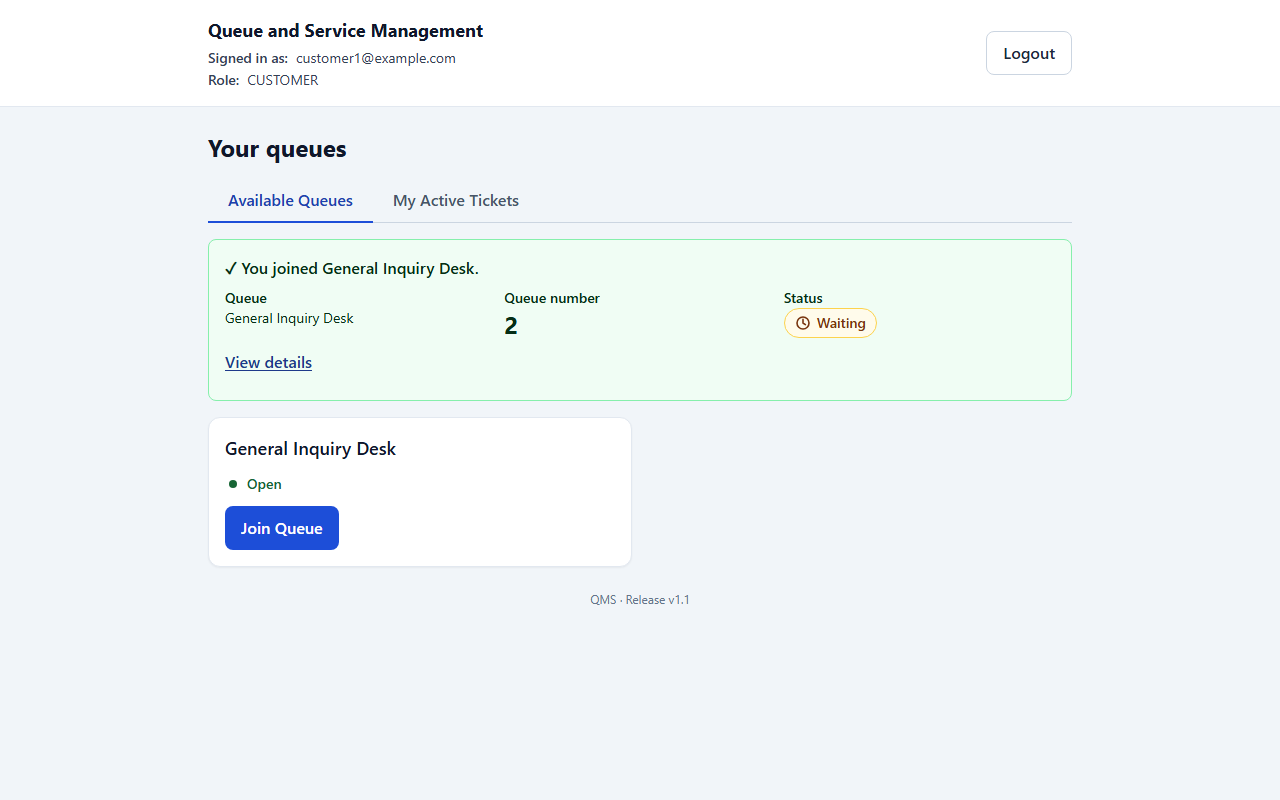 Queue and Service Management
Signed in as: customer1@example.com
Role: CUSTOMER
Logout
Your queues
Available Queues
My Active Tickets
✓ You joined General Inquiry Desk.
Queue
General Inquiry Desk
Queue number
2
Status
Waiting
View details
General Inquiry Desk
Open
Join Queue
QMS · Release v1.1